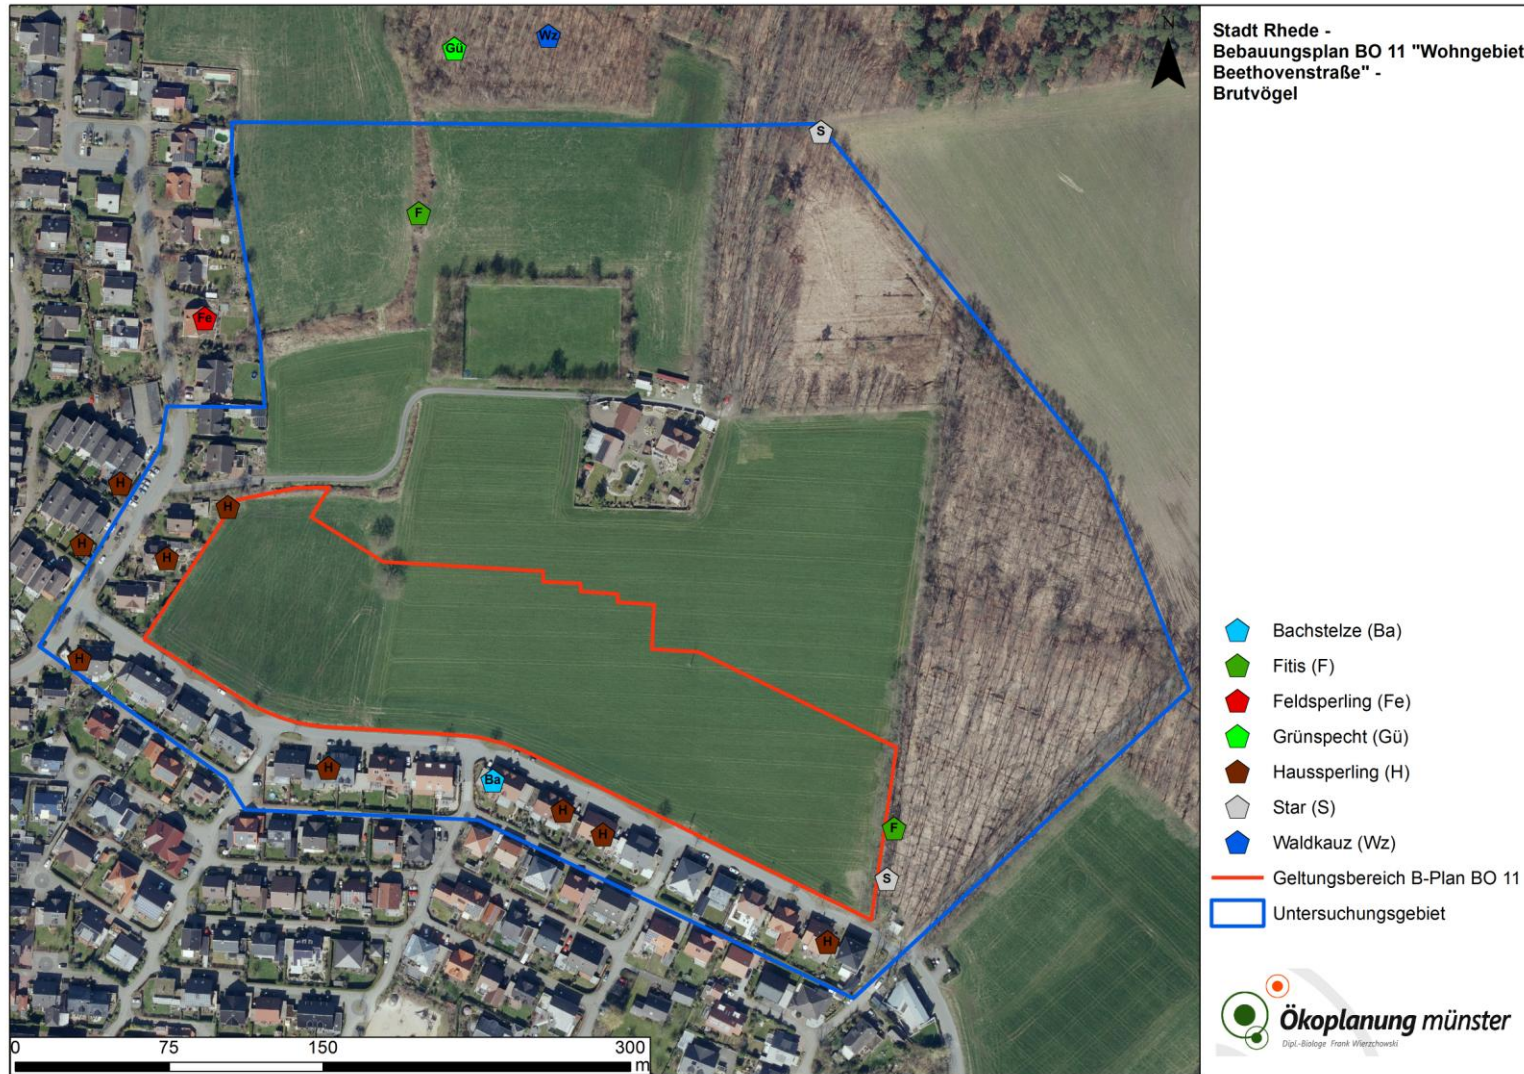 Stadt Rhede -
Bebauungsplan BO 11 "Wohngebiet
Beethovenstraße" -
Brutvögel
N
Gü
Wz
S
F
Fe
H
H
H
H
H
H
Ba
H
H
F
S
H
Bachstelze (Ba)
Fitis (F)
Feldsperling (Fe)
Grünspecht (Gü)
Haussperling (H)
Star (S)
Waldkauz (Wz)
Geltungsbereich B-Plan BO 11
Untersuchungsgebiet
Ökoplanung münster
Dipl.-Biologe Frank Wierzchowski
0 75 150 300
m